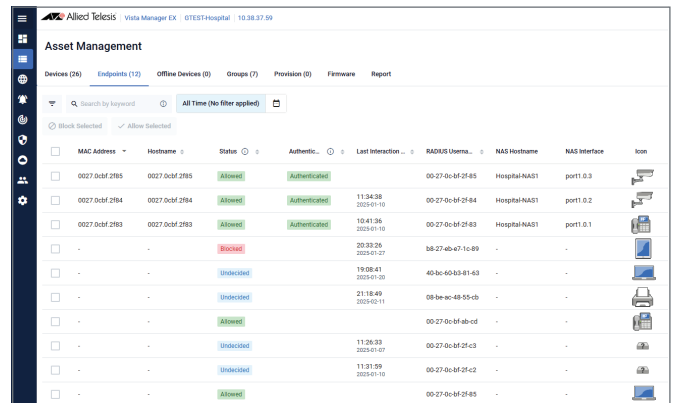 Allied Telesis | Vista Manager EX | GTEST-Hospital | 10.38.37.59
Asset Management
Devices (26) Endpoints (12) Offline Devices (0) Groups (7) Provision (0) Firmware Report
Search by keyword All Time (No filter applied)
Block Selected Allow Selected
MAC Address Hostname Status Authentic... Last Interaction ... RADIUS Userna... NAS Hostname NAS Interface Icon
0027.0cbf.2f85 0027.0cbf.2f85 Allowed Authenticated 00-27-0c-bf-2f-85 Hospital-NAS1 port1.0.3
0027.0cbf.2f84 0027.0cbf.2f84 Allowed Authenticated 11:34:38 2025-01-10 00-27-0c-bf-2f-84 Hospital-NAS1 port1.0.2
0027.0cbf.2f83 0027.0cbf.2f83 Allowed Authenticated 10:41:36 2025-01-10 00-27-0c-bf-2f-83 Hospital-NAS1 port1.0.1
- - Blocked 20:33:26 2025-01-27 b8-27-eb-e7-1c-89 - -
- - Undecided 19:08:41 2025-01-20 40-bc-60-b3-81-63 - -
- - Undecided 21:18:49 2025-02-11 08-be-ac-48-55-cb - -
- - Allowed 00-27-0c-bf-ab-cd - -
- - Undecided 11:26:33 2025-01-07 00-27-0c-bf-2f-c3 - -
- - Undecided 11:31:59 2025-01-10 00-27-0c-bf-2f-c2 - -
- - Allowed 00-27-0c-bf-2f-85 - -